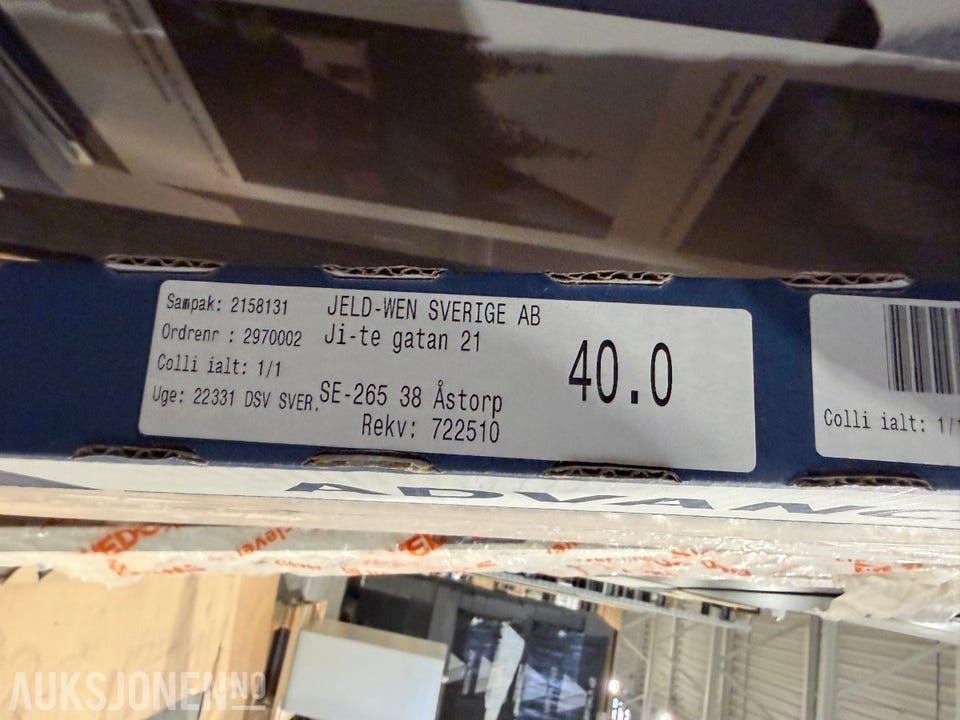 Sampak: 2158131 JELD-WEN SVERIGE AB
Ordrenr : 2970002 Ji-te gatan 21
40.0
Colli ialt: 1/1
Uge: 22331 DSV SVER. SE-265 38 Åstorp
Rekv: 722510
Colli ialt: 1/1
ADVANC
AUKSJONEN.NO